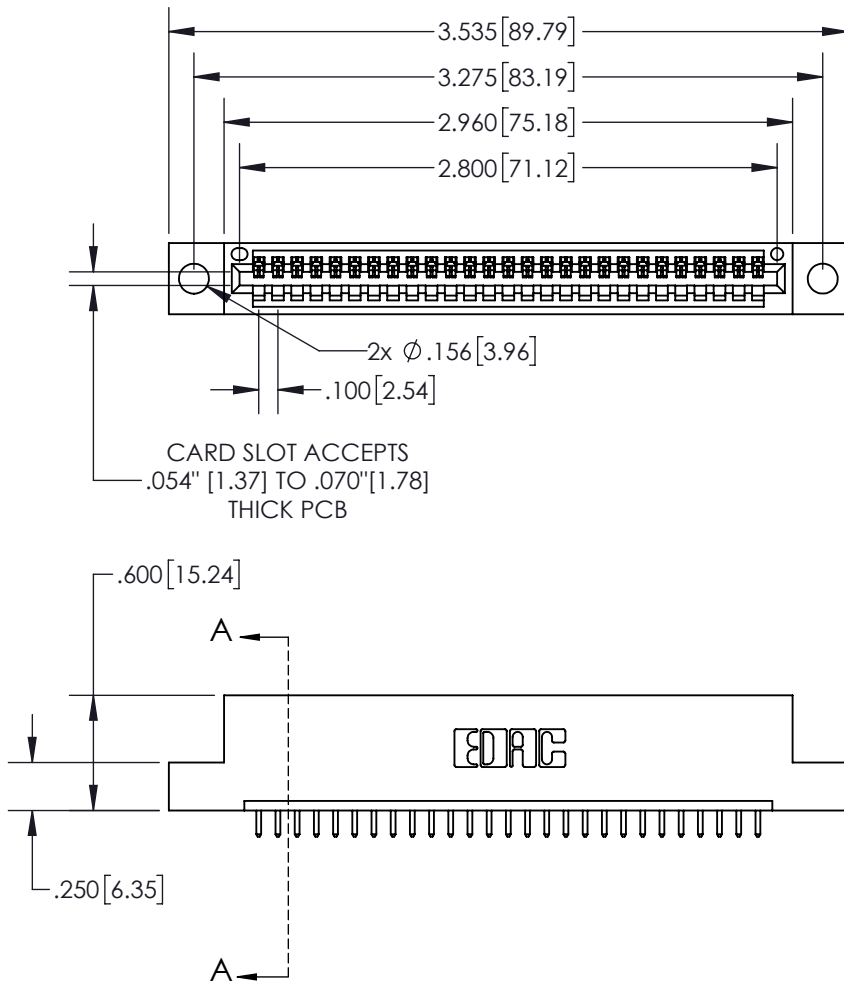 3.535[89.79]
3.275[83.19]
2.960[75.18]
2.800[71.12]
2x ∅.156[3.96]
.100[2.54]
CARD SLOT ACCEPTS
.054" [1.37] TO .070"[1.78]
THICK PCB
.600[15.24]
A
EDAC
.250[6.35]
A